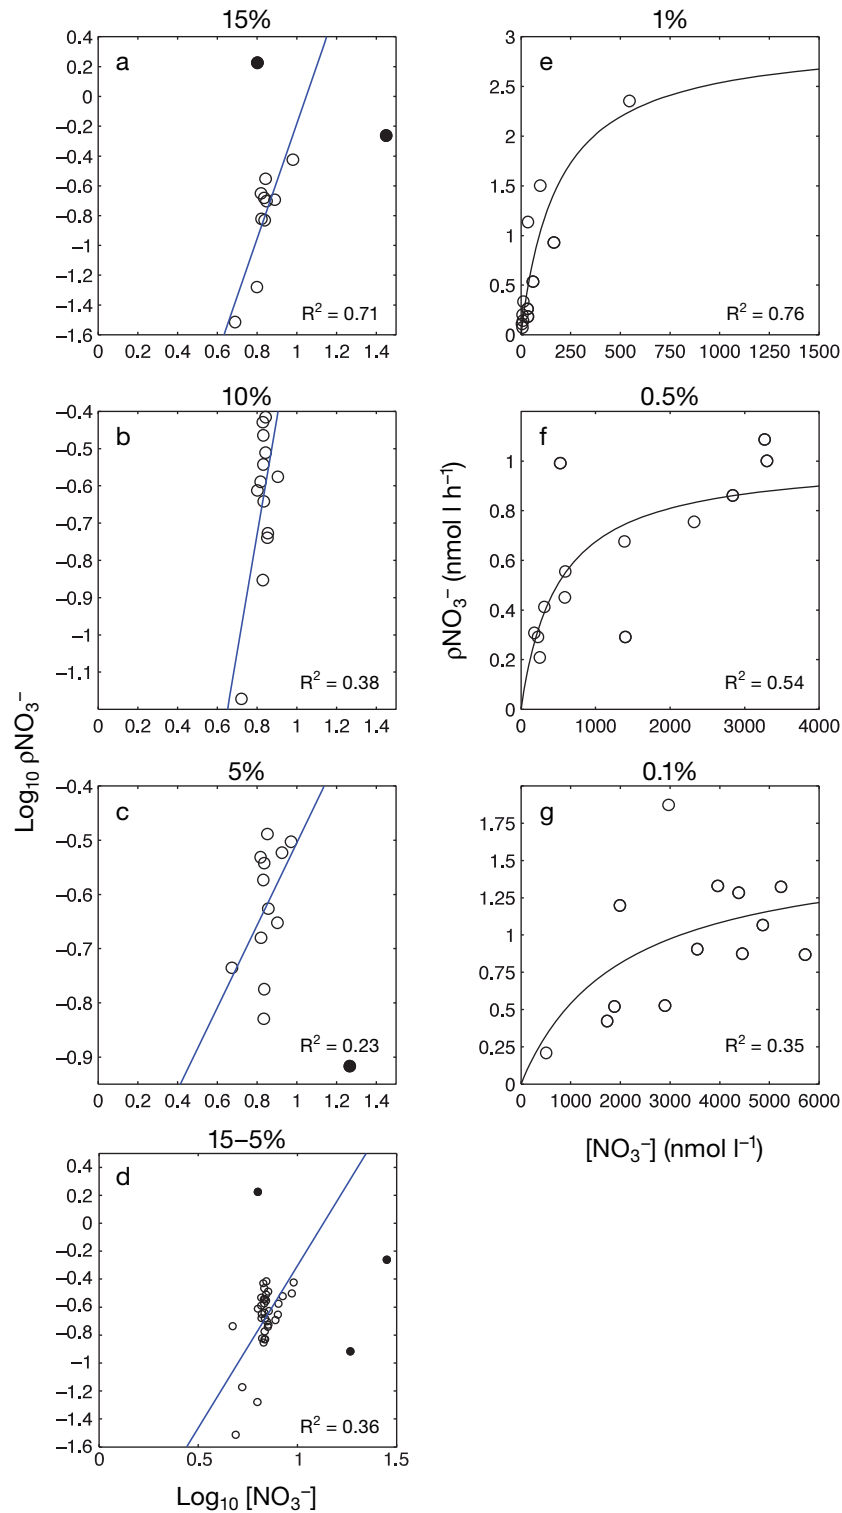 15%
a
0.4
0.2
0
−0.2
−0.4
−0.6
−0.8
−1
−1.2
−1.4
−1.6
R² = 0.71
0 0.2 0.4 0.6 0.8 1 1.2 1.4
10%
b
−0.4
−0.5
−0.6
−0.7
−0.8
−0.9
−1
−1.1
R² = 0.38
0 0.2 0.4 0.6 0.8 1 1.2 1.4
5%
c
−0.4
−0.5
−0.6
−0.7
−0.8
−0.9
R² = 0.23
0 0.2 0.4 0.6 0.8 1 1.2 1.4
15–5%
d
0.4
0.2
0
−0.2
−0.4
−0.6
−0.8
−1
−1.2
−1.4
−1.6
R² = 0.36
0 0.5 1 1.5
Log₁₀ [NO₃⁻]
Log₁₀ ρNO₃⁻
1%
e
3
2.5
2
1.5
1
0.5
0
R² = 0.76
0 250 500 750 1000 1250 1500
0.5%
f
1
0.8
0.6
0.4
0.2
0
R² = 0.54
0 1000 2000 3000 4000
0.1%
g
1.75
1.5
1.25
1
0.75
0.5
0.25
0
R² = 0.35
0 1000 2000 3000 4000 5000 6000
[NO₃⁻] (nmol l⁻¹)
ρNO₃⁻ (nmol l h⁻¹)